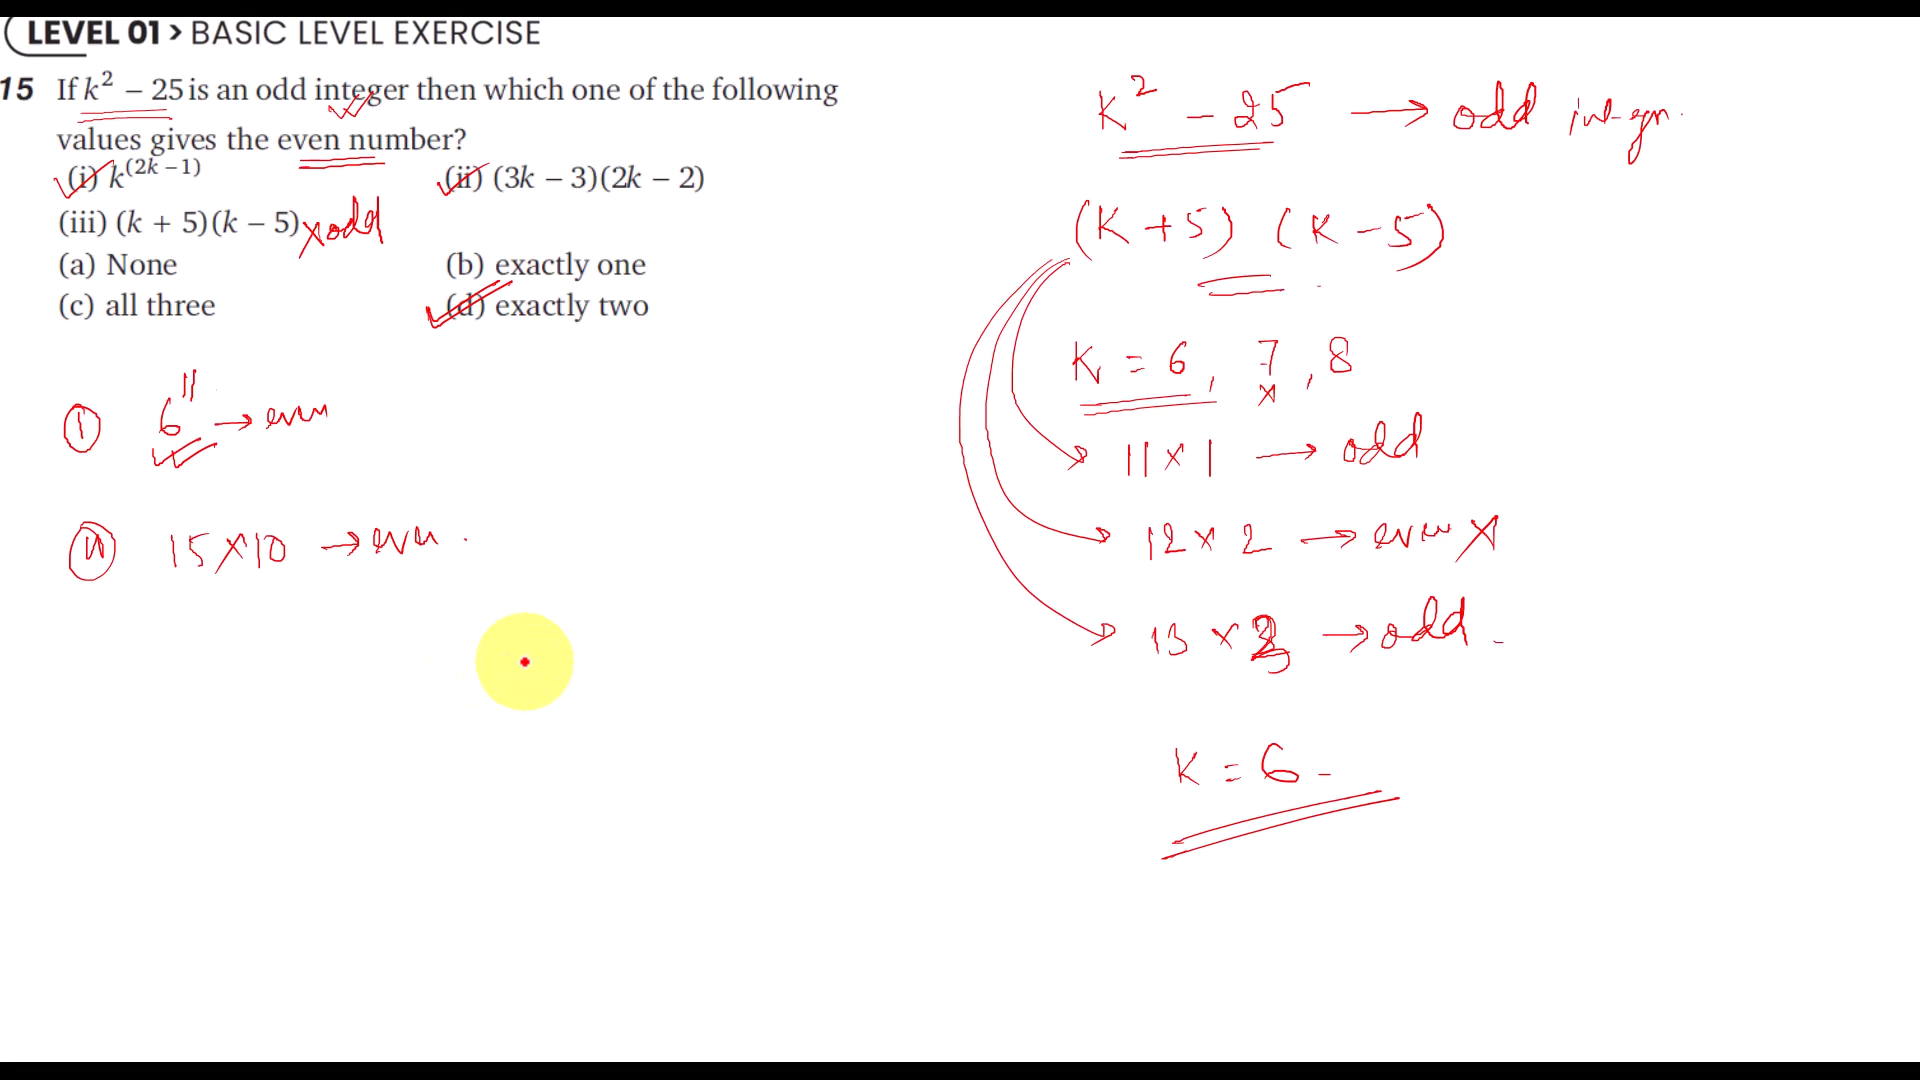 LEVEL 01 > BASIC LEVEL EXERCISE
15 If k² − 25 is an odd integer then which one of the following
values gives the even number?
(i) k^(2k − 1) (ii) (3k − 3)(2k − 2)
(iii) (k + 5)(k − 5) x odd
(a) None (b) exactly one
(c) all three (d) exactly two
① 6^11 → even
② 15 × 10 → even .
K² − 25 → odd
(K + 5) (K − 5)
K = 6, 7, 8
x
11 × 1 → odd
12 × 2 → even x
13 × 3 → odd
K = 6